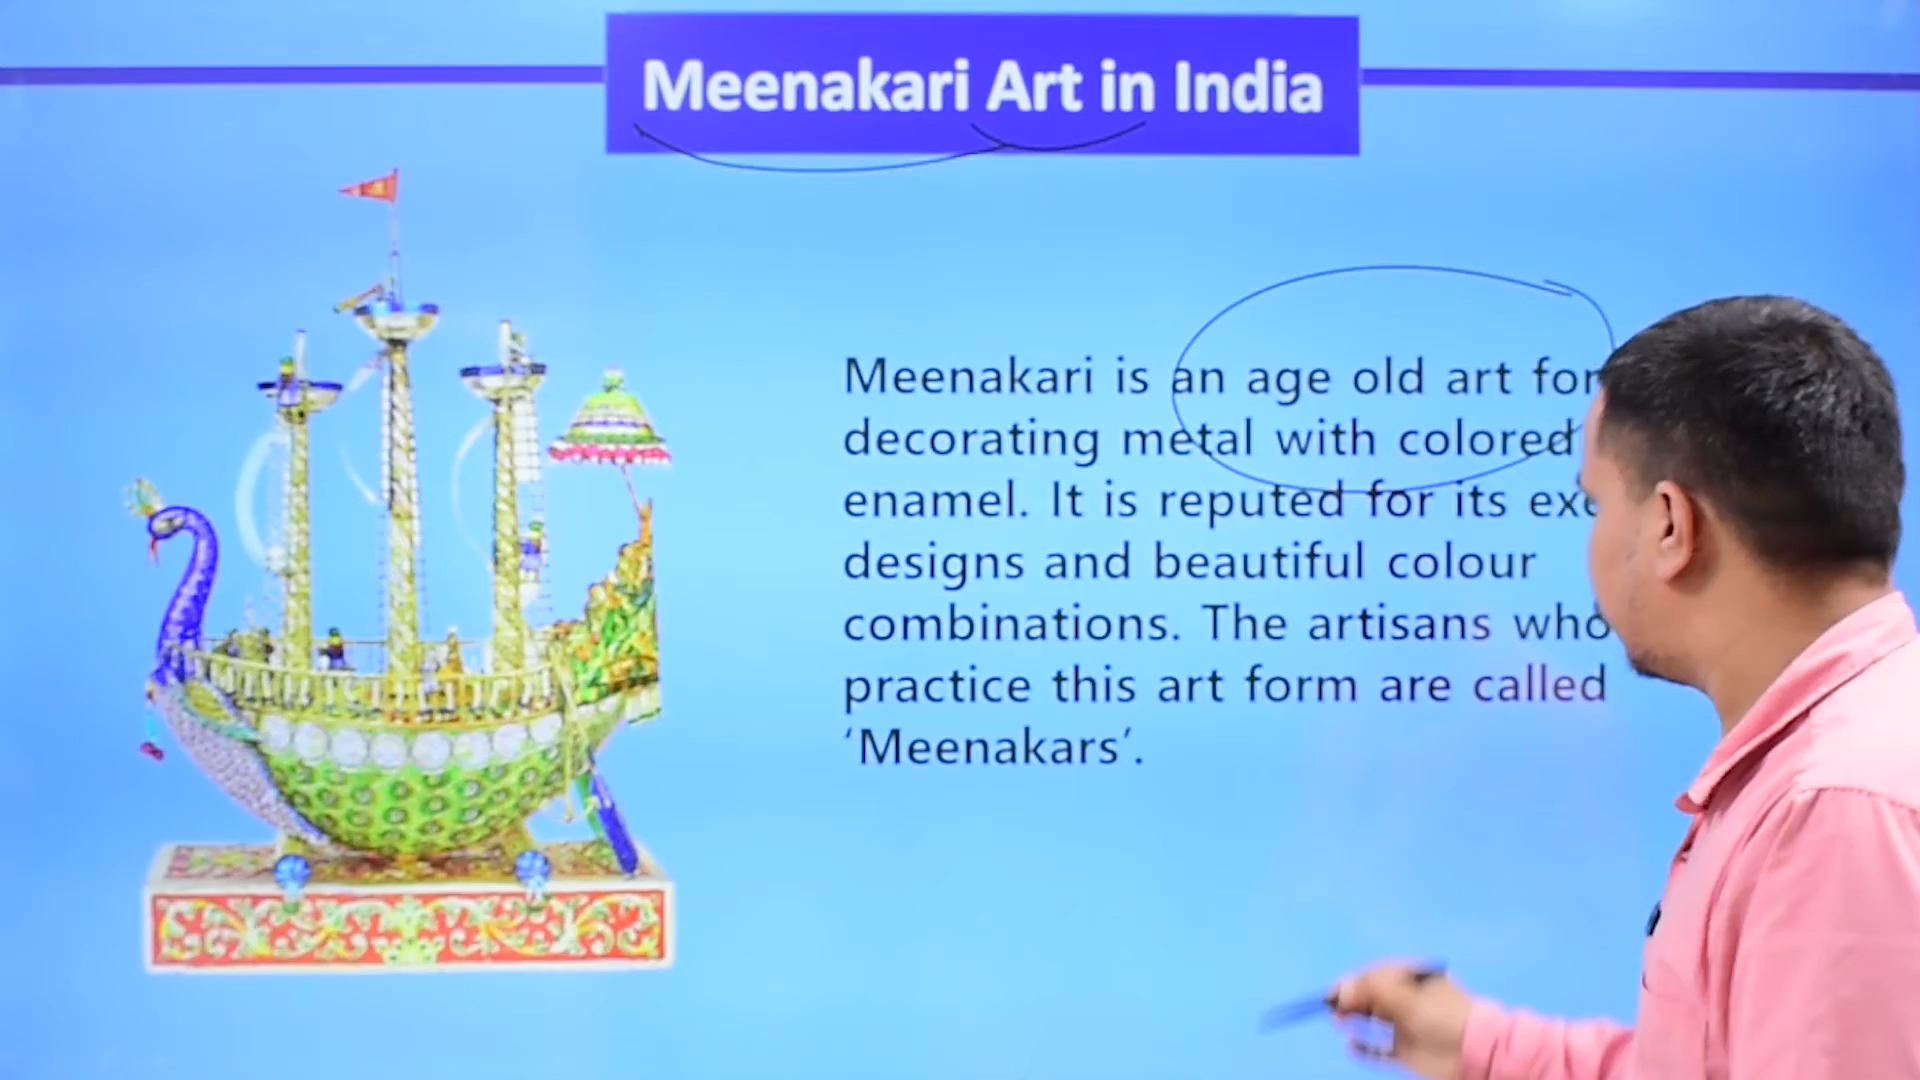 Meenakari Art in India
Meenakari is an age old art for
decorating metal with colored
enamel. It is reputed for its
designs and beautiful colour
combinations. The artisans who
practice this art form are called
‘Meenakars’.